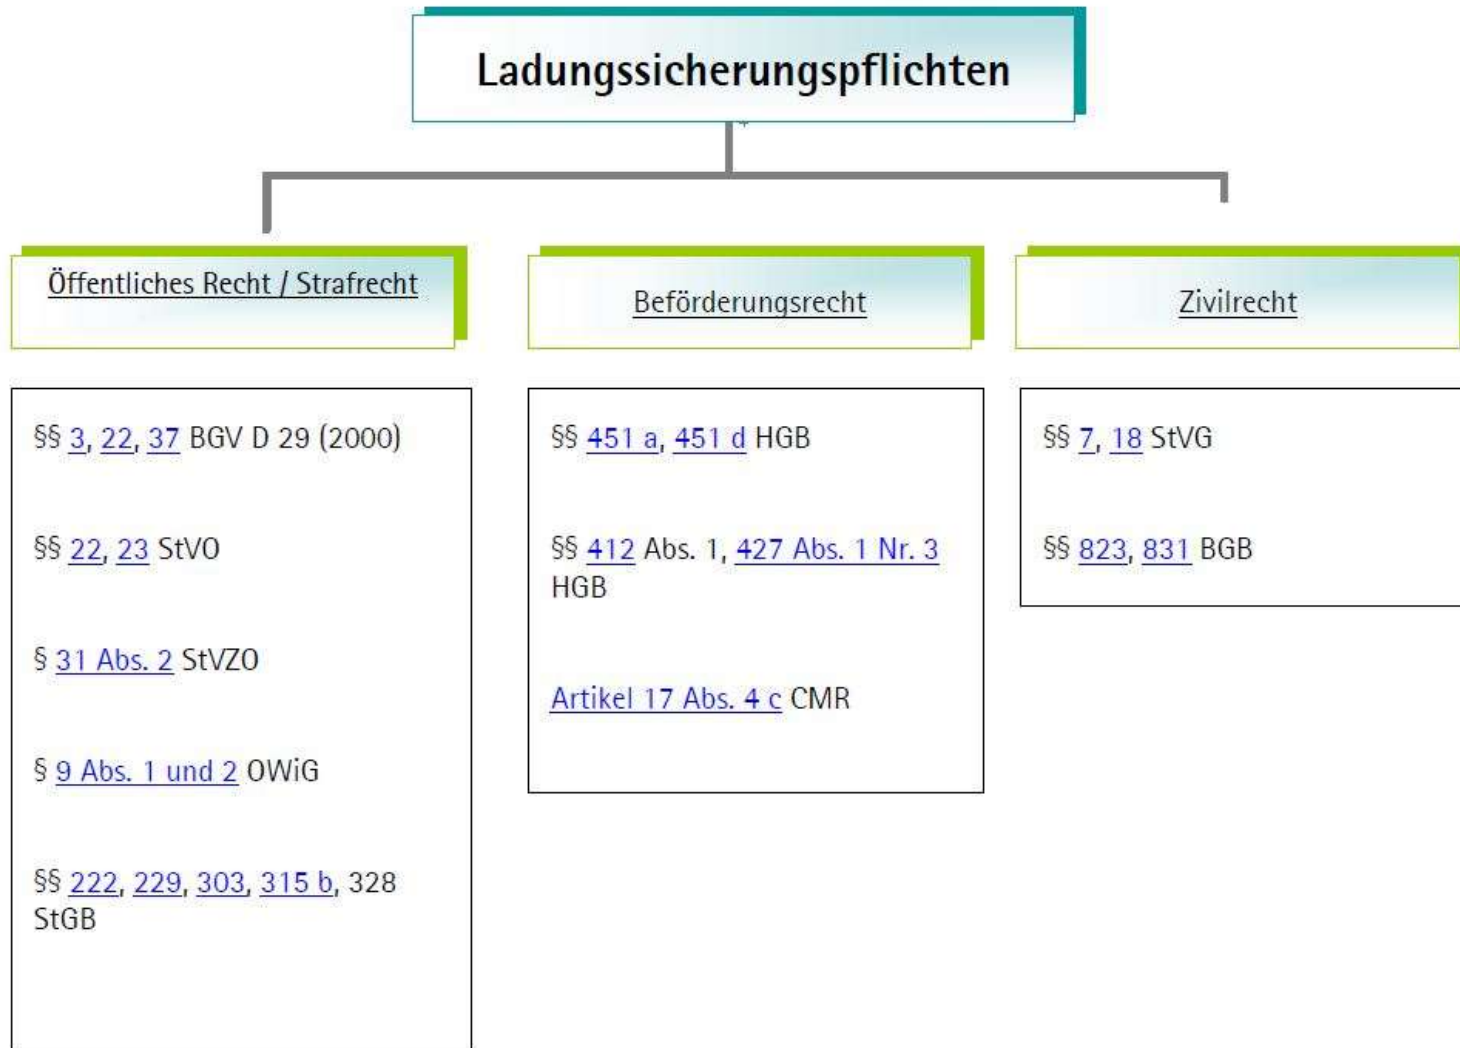 Ladungssicherungspflichten
Öffentliches Recht / Strafrecht
§§ 3, 22, 37 BGV D 29 (2000)
§§ 22, 23 StVO
§ 31 Abs. 2 StVZO
§ 9 Abs. 1 und 2 OWiG
§§ 222, 229, 303, 315 b, 328
StGB
Beförderungsrecht
§§ 451 a, 451 d HGB
§§ 412 Abs. 1, 427 Abs. 1 Nr. 3
HGB
Artikel 17 Abs. 4 c CMR
Zivilrecht
§§ 7, 18 StVG
§§ 823, 831 BGB